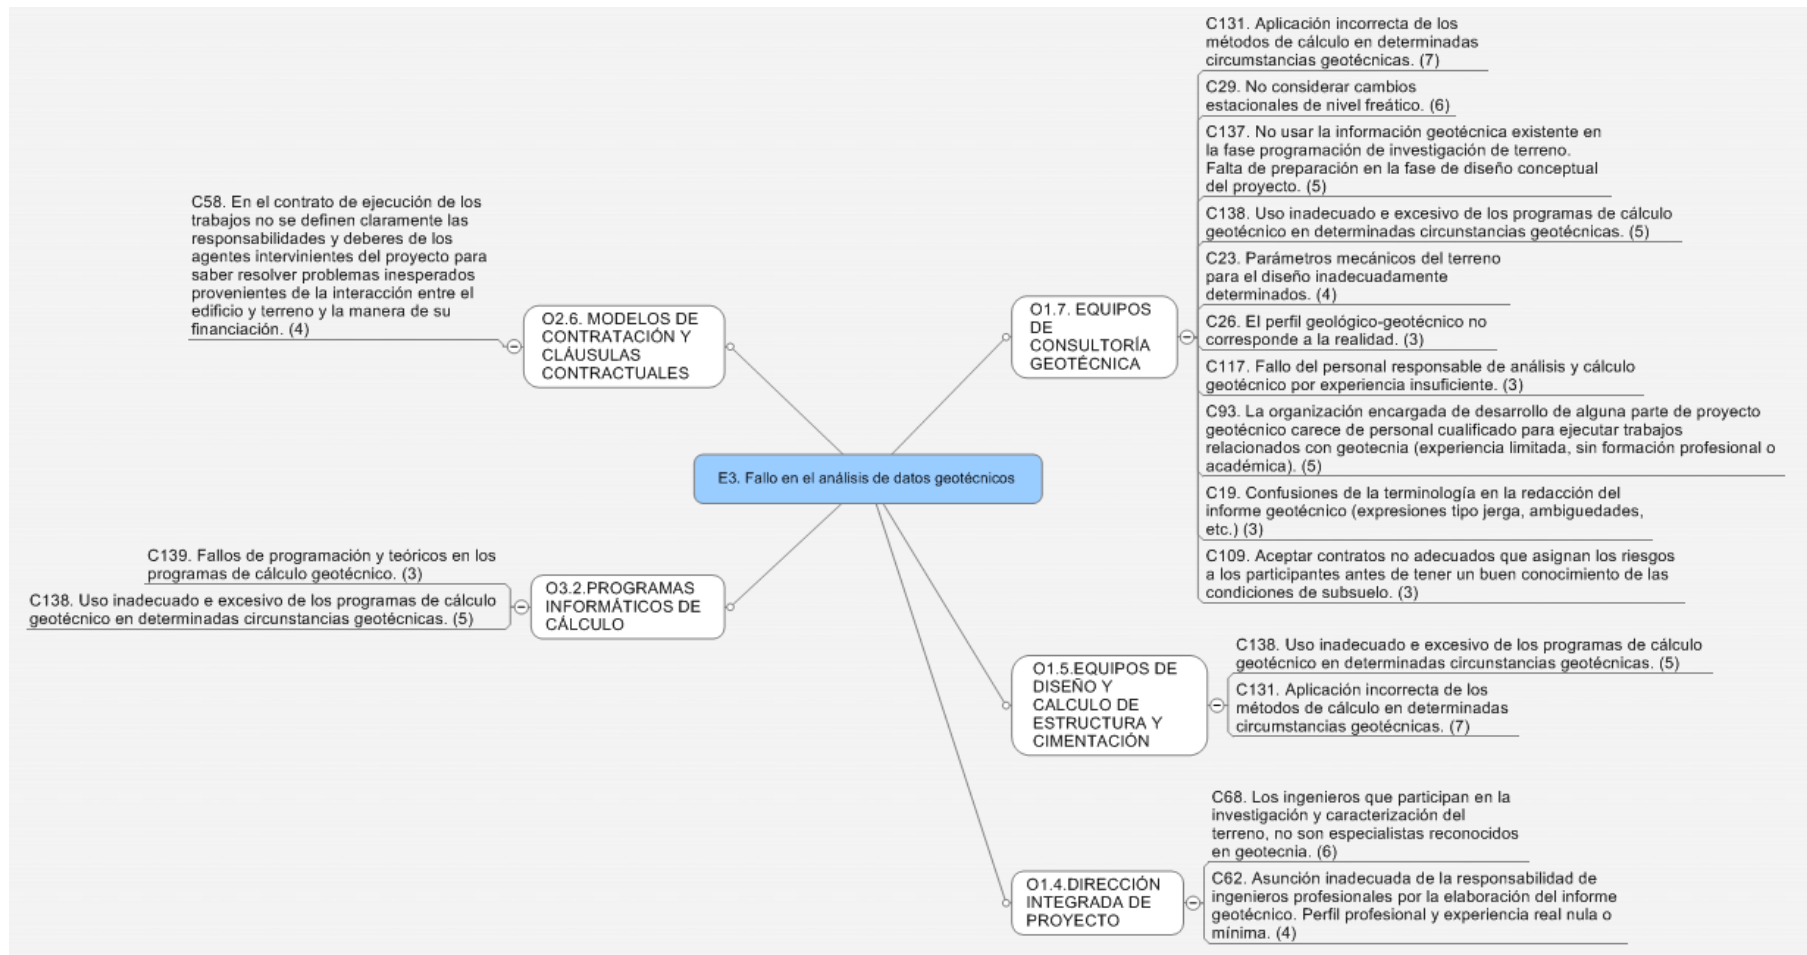 C58. En el contrato de ejecución de los
trabajos no se definen claramente las
responsabilidades y deberes de los
agentes intervinientes del proyecto para
saber resolver problemas inesperados
provenientes de la interacción entre el
edificio y terreno y la manera de su
financiación. (4)
O2.6. MODELOS DE
CONTRATACIÓN Y
CLÁUSULAS
CONTRACTUALES
C139. Fallos de programación y teóricos en los
programas de cálculo geotécnico. (3)
C138. Uso inadecuado e excesivo de los programas de cálculo
geotécnico en determinadas circunstancias geotécnicas. (5)
O3.2.PROGRAMAS
INFORMÁTICOS DE
CÁLCULO
E3. Fallo en el análisis de datos geotécnicos
O1.7. EQUIPOS
DE
CONSULTORÍA
GEOTÉCNICA
C131. Aplicación incorrecta de los
métodos de cálculo en determinadas
circumstancias geotécnicas. (7)
C29. No considerar cambios
estacionales de nivel freático. (6)
C137. No usar la información geotécnica existente en
la fase programación de investigación de terreno.
Falta de preparación en la fase de diseño conceptual
del proyecto. (5)
C138. Uso inadecuado e excesivo de los programas de cálculo
geotécnico en determinadas circunstancias geotécnicas. (5)
C23. Parámetros mecánicos del terreno
para el diseño inadecuadamente
determinados. (4)
C26. El perfil geológico-geotécnico no
corresponde a la realidad. (3)
C117. Fallo del personal responsable de análisis y cálculo
geotécnico por experiencia insuficiente. (3)
C93. La organización encargada de desarrollo de alguna parte de proyecto
geotécnico carece de personal cualificado para ejecutar trabajos
relacionados con geotecnia (experiencia limitada, sin formación profesional o
académica). (5)
C19. Confusiones de la terminología en la redacción del
informe geotécnico (expresiones tipo jerga, ambiguedades,
etc.) (3)
C109. Aceptar contratos no adecuados que asignan los riesgos
a los participantes antes de tener un buen conocimiento de las
condiciones de subsuelo. (3)
O1.5.EQUIPOS DE
DISEÑO Y
CALCULO DE
ESTRUCTURA Y
CIMENTACIÓN
C138. Uso inadecuado e excesivo de los programas de cálculo
geotécnico en determinadas circunstancias geotécnicas. (5)
C131. Aplicación incorrecta de los
métodos de cálculo en determinadas
circumstancias geotécnicas. (7)
O1.4.DIRECCIÓN
INTEGRADA DE
PROYECTO
C68. Los ingenieros que participan en la
investigación y caracterización del
terreno, no son especialistas reconocidos
en geotecnia. (6)
C62. Asunción inadecuada de la responsabilidad de
ingenieros profesionales por la elaboración del informe
geotécnico. Perfil profesional y experiencia real nula o
mínima. (4)